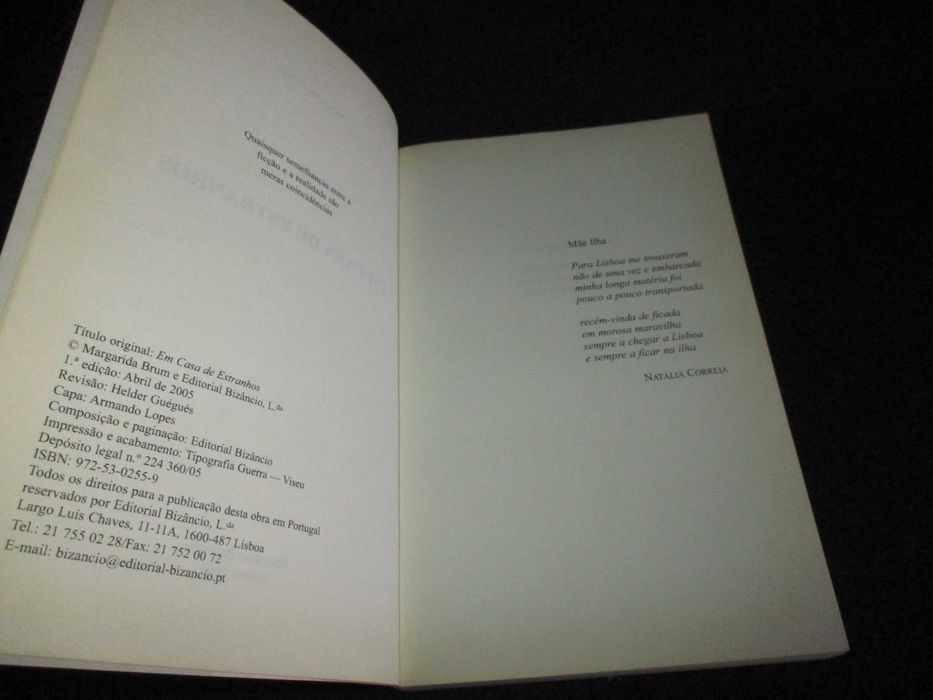 Quaisquer semelhanças entre a
ficção e a realidade são
meras coincidências
Título original: Em Casa de Estranhos
© Margarida Brum e Editorial Bizâncio, L.da
1.ª edição: Abril de 2005
Revisão: Helder Guégués
Capa: Armando Lopes
Composição e paginação: Editorial Bizâncio
Impressão e acabamento: Tipografia Guerra — Viseu
Depósito legal n.º 224 360/05
ISBN: 972-53-0255-9
Todos os direitos para a publicação desta obra em Portugal
reservados por Editorial Bizâncio, L.da
Largo Luís Chaves, 11-11A, 1600-487 Lisboa
Tel.: 21 755 02 28/Fax: 21 752 00 72
E-mail: bizancio@editorial-bizancio.pt
Mãe Ilha
Para Lisboa me trouxeram
não de uma vez e embarcada
minha longa matéria foi
pouco a pouco transportada
recém-vinda de ficada
em morosa maravilha
sempre a chegar a Lisboa
e sempre a ficar na ilha
NATÁLIA CORREIA